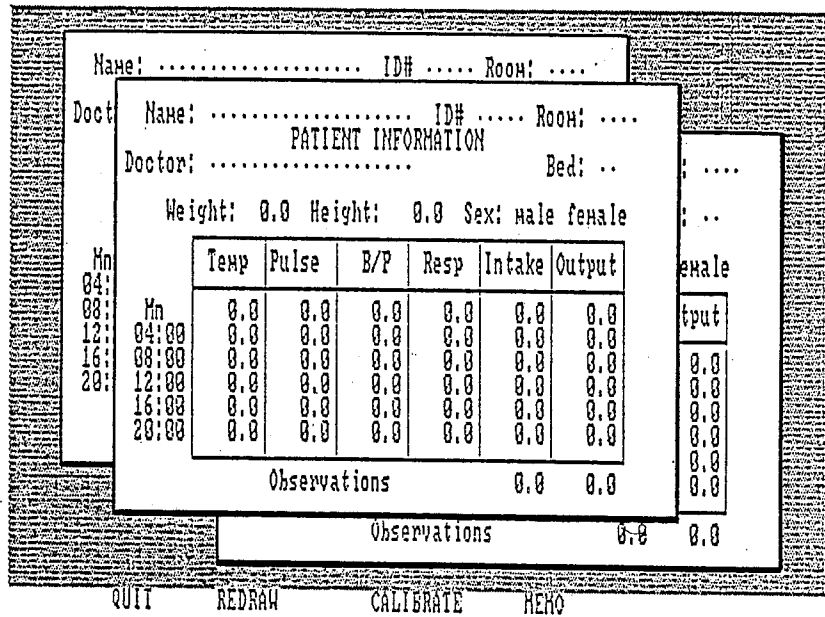 Name: .................... ID# ..... Room: ....
Doct
Mn
04:
08:
12:
16:
20:
Name: .................... ID# ..... Room: ....
PATIENT INFORMATION
Doctor: .................... Bed: ..
Weight: 0.0 Height: 0.0 Sex: male female
Temp Pulse B/P Resp Intake Output
Mn 0.0 0.0 0.0 0.0 0.0 0.0
04:00 0.0 0.0 0.0 0.0 0.0 0.0
08:00 0.0 0.0 0.0 0.0 0.0 0.0
12:00 0.0 0.0 0.0 0.0 0.0 0.0
16:00 0.0 0.0 0.0 0.0 0.0 0.0
20:00 0.0 0.0 0.0 0.0 0.0 0.0
Observations 0.0 0.0
: ....
: ..
emale
tput
0.0
0.0
0.0
0.0
0.0
0.0
Observations 0.0 0.0
QUIT REDRAW CALIBRATE MEMO